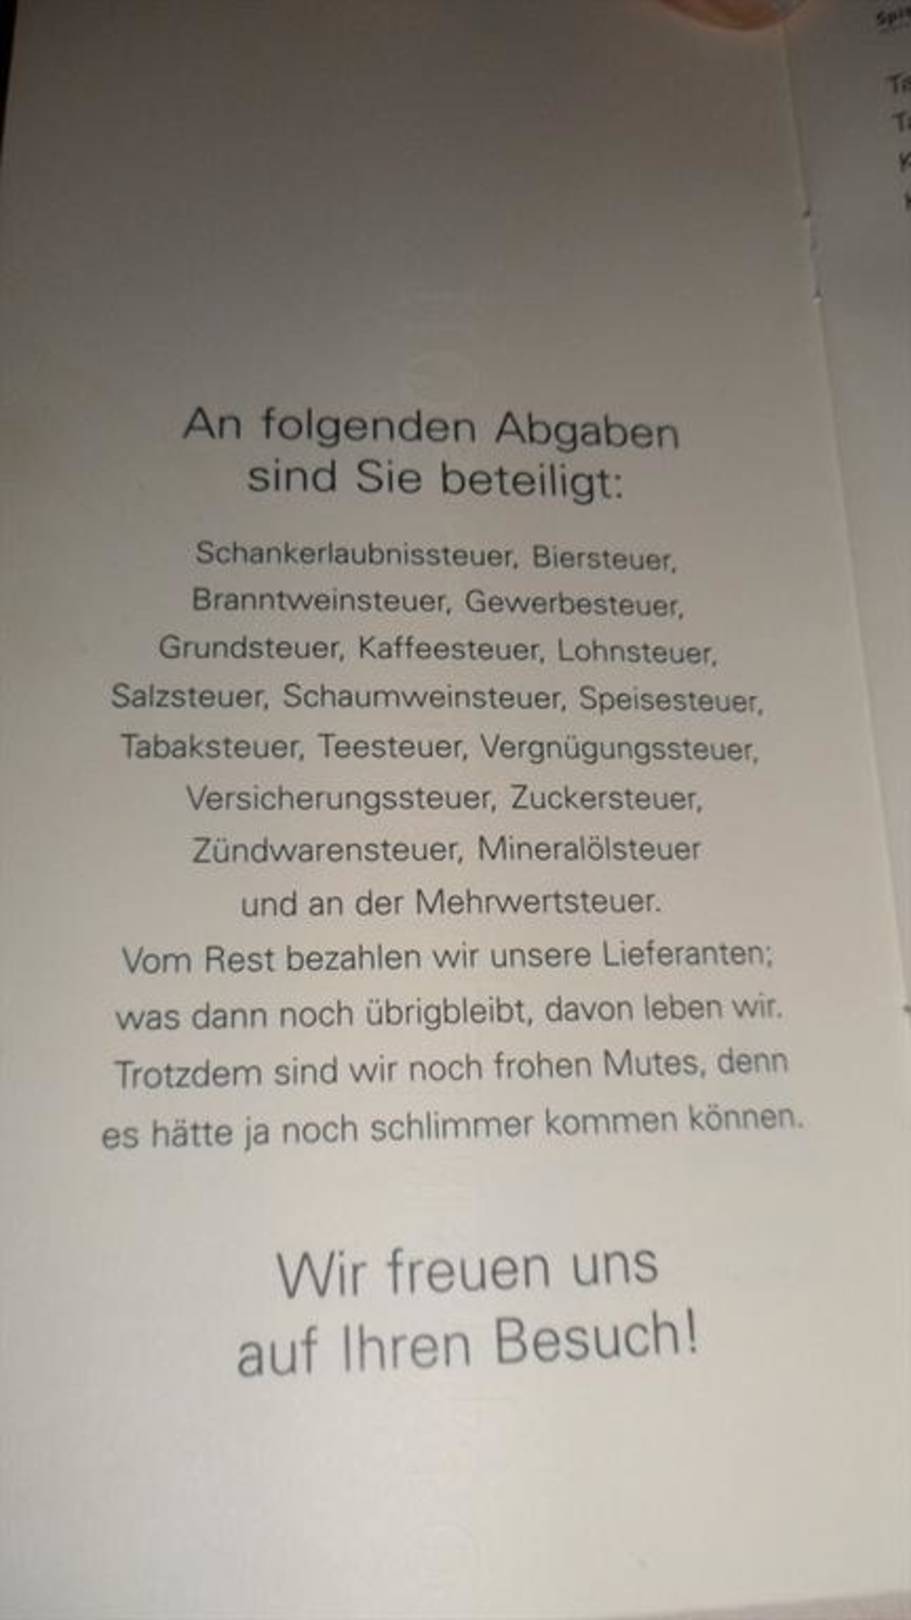 An folgenden Abgaben
sind Sie beteiligt:
Schankerlaubnissteuer, Biersteuer,
Branntweinsteuer, Gewerbesteuer,
Grundsteuer, Kaffeesteuer, Lohnsteuer,
Salzsteuer, Schaumweinsteuer, Speisesteuer,
Tabaksteuer, Teesteuer, Vergnügungssteuer,
Versicherungssteuer, Zuckersteuer,
Zündwarensteuer, Mineralölsteuer
und an der Mehrwertsteuer.
Vom Rest bezahlen wir unsere Lieferanten;
was dann noch übrigbleibt, davon leben wir.
Trotzdem sind wir noch frohen Mutes, denn
es hätte ja noch schlimmer kommen können.
Wir freuen uns
auf Ihren Besuch!